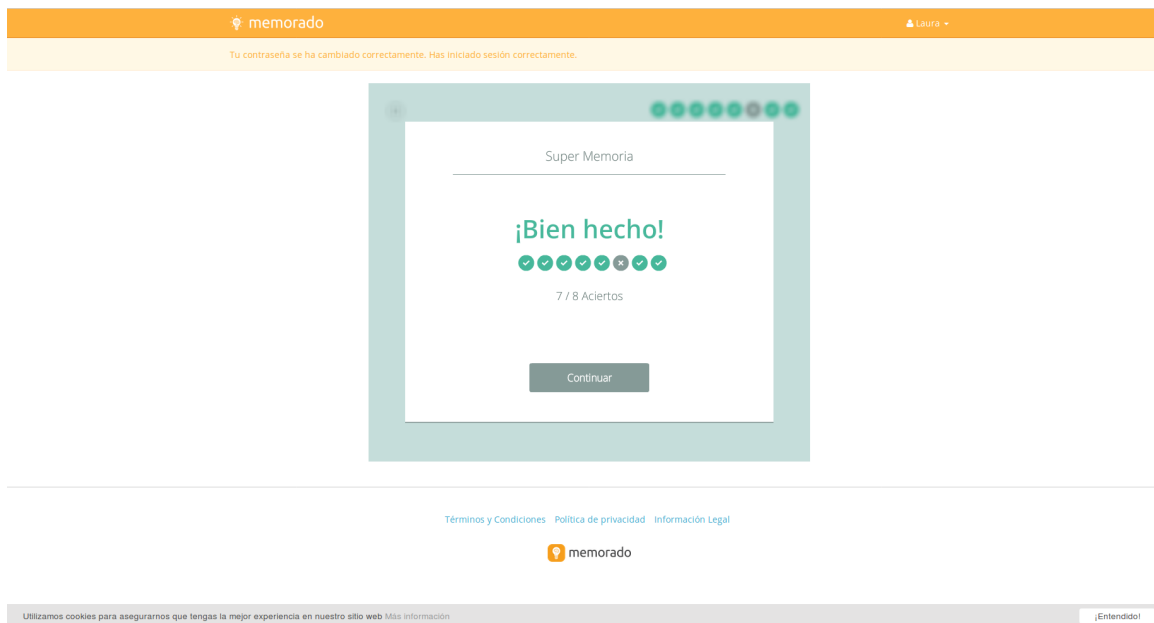 memorado
Laura
Tu contraseña se ha cambiado correctamente. Has iniciado sesión correctamente.
Super Memoria
¡Bien hecho!
7 / 8 Aciertos
Continuar
Términos y Condiciones Política de privacidad Información Legal
memorado
Utilizamos cookies para asegurarnos que tengas la mejor experiencia en nuestro sitio web Más información
¡Entendido!